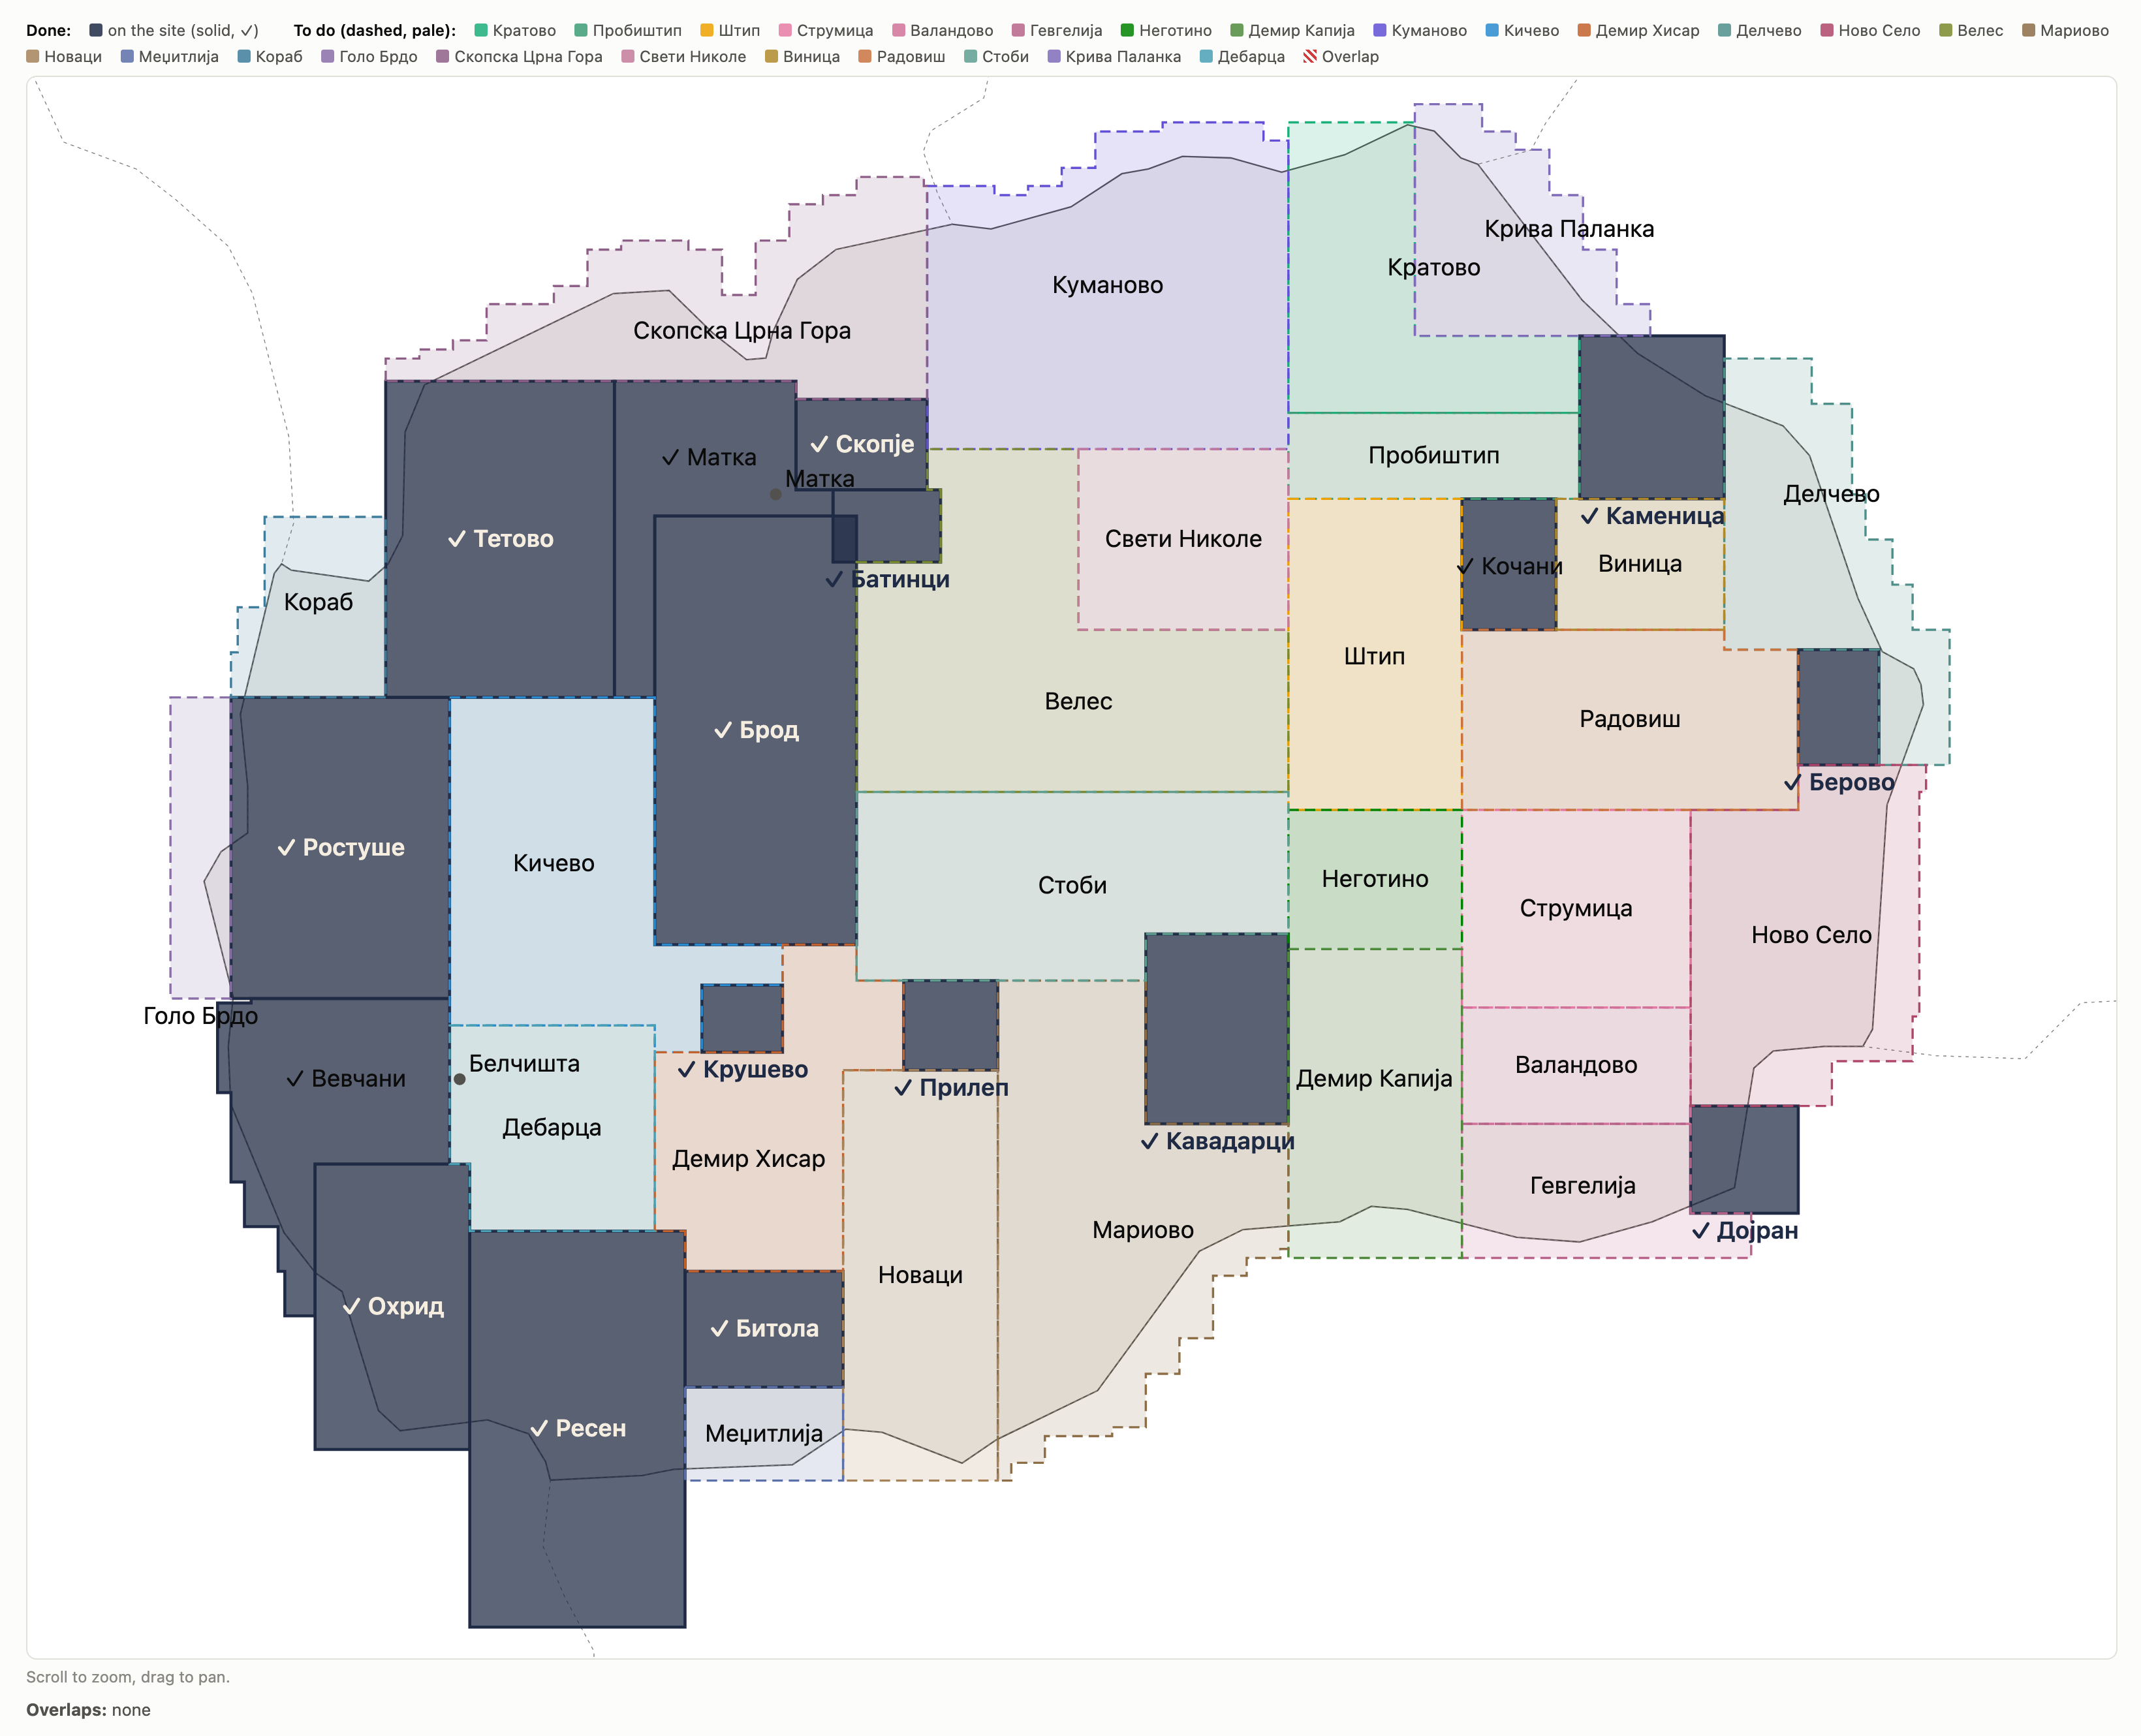 Done: on the site (solid, ✓) To do (dashed, pale): Кратово Пробиштип Штип Струмица Валандово Гевгелија Неготино Демир Капија Куманово Кичево Демир Хисар Делчево Ново Село Велес Мариово
Новаци Меџитлија Кораб Голо Брдо Скопска Црна Гора Свети Николе Виница Радовиш Стоби Крива Паланка Дебарца Overlap
Крива Паланка
Кратово
Куманово
Скопска Црна Гора
✓ Скопје
Пробиштип
✓ Матка
Матка
Делчево
✓ Каменица
✓ Тетово
Свети Николе
Виница
✓ Кочани
✓ Батинци
Кораб
Штип
Велес
Радовиш
✓ Брод
✓ Берово
✓ Ростуше
Кичево
Неготино
Стоби
Струмица
Ново Село
Голо Брдо
Белчишта
Валандово
✓ Крушево
✓ Вевчани
Демир Капија
✓ Прилеп
Дебарца
✓ Кавадарци
Демир Хисар
Гевгелија
Мариово
✓ Дојран
Новаци
✓ Охрид
✓ Битола
✓ Ресен
Меџитлија
Scroll to zoom, drag to pan.
Overlaps: none